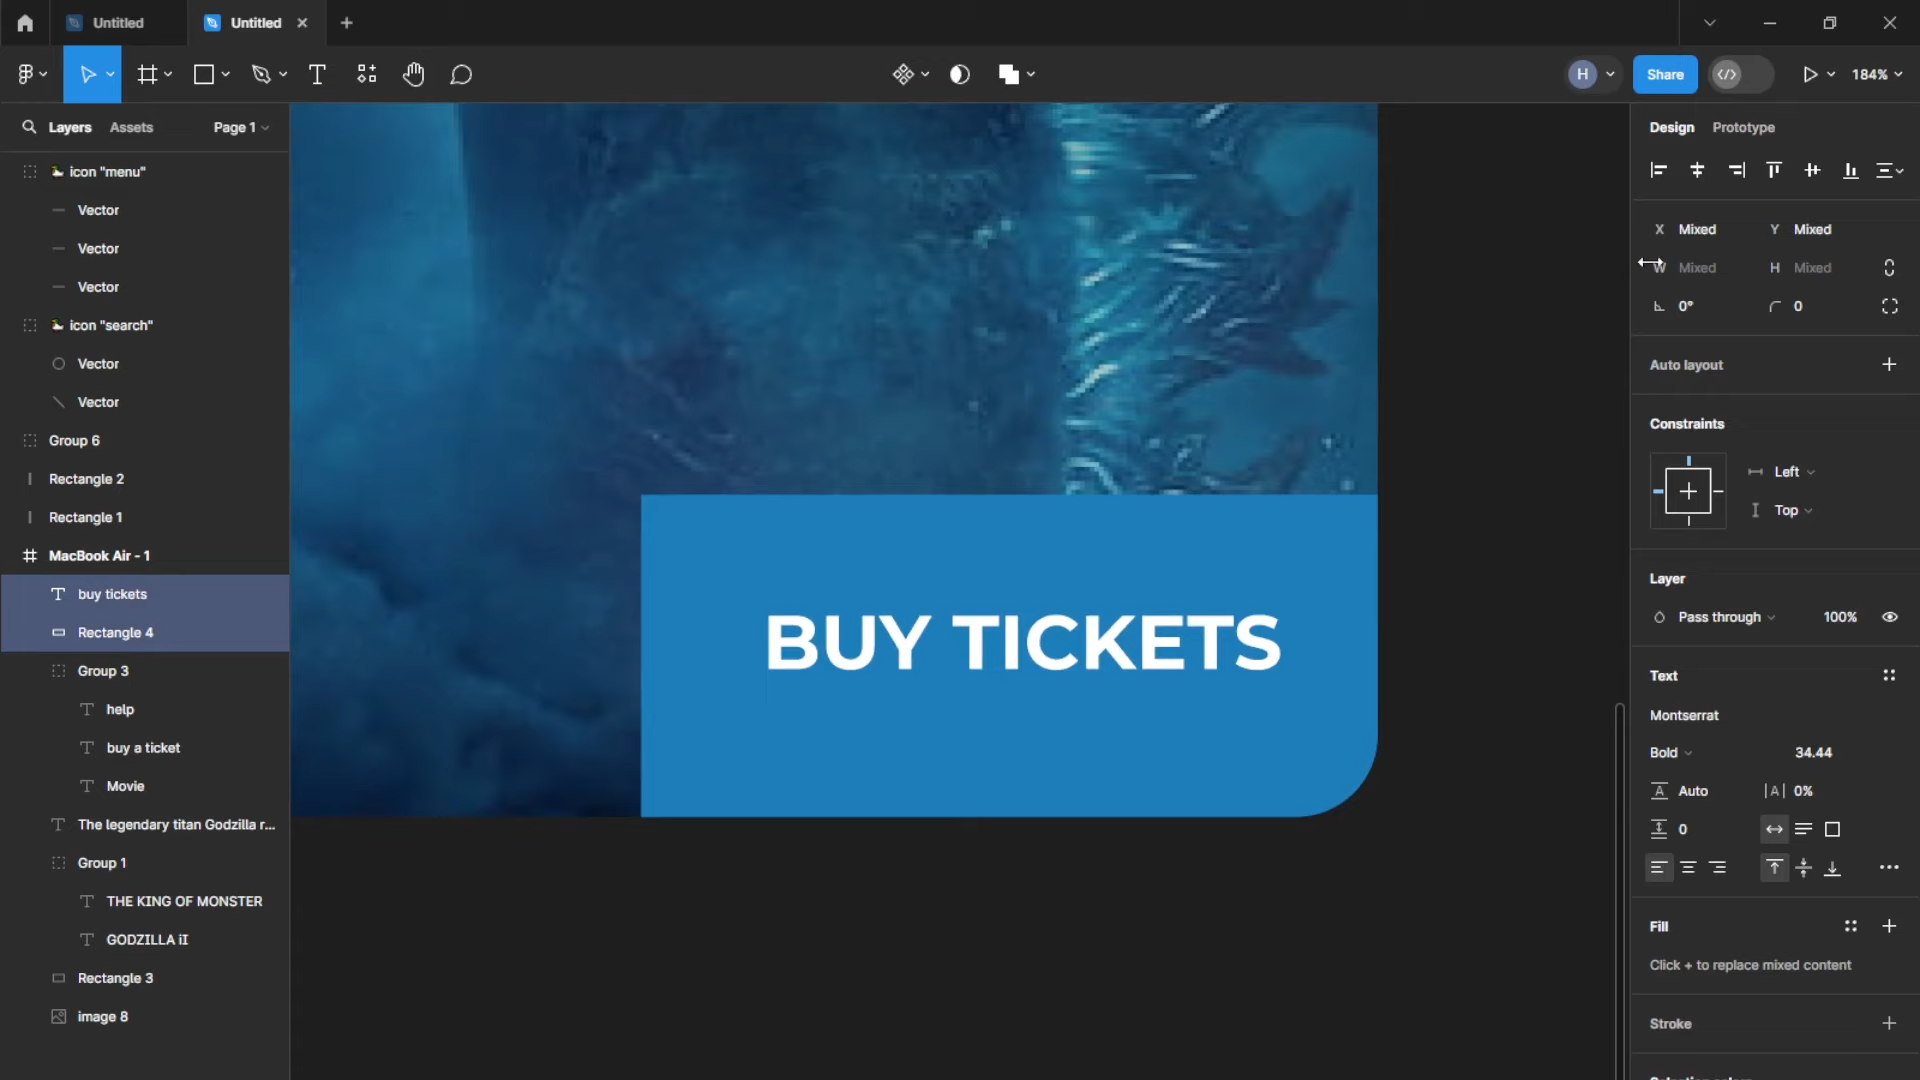 Untitled
Untitled
H
Share
184%
Layers
Assets
Page 1
icon "menu"
Vector
Vector
Vector
icon "search"
Vector
Vector
Group 6
Rectangle 2
Rectangle 1
MacBook Air - 1
buy tickets
Rectangle 4
Group 3
help
buy a ticket
Movie
The legendary titan Godzilla r...
Group 1
THE KING OF MONSTER
GODZILLA iI
Rectangle 3
image 8
BUY TICKETS
Design
Prototype
X Mixed
Y Mixed
W Mixed
H Mixed
0°
0
Auto layout
Constraints
Left
Top
Layer
Pass through
100%
Text
Montserrat
Bold
34.44
Auto
0%
0
Fill
Click + to replace mixed content
Stroke